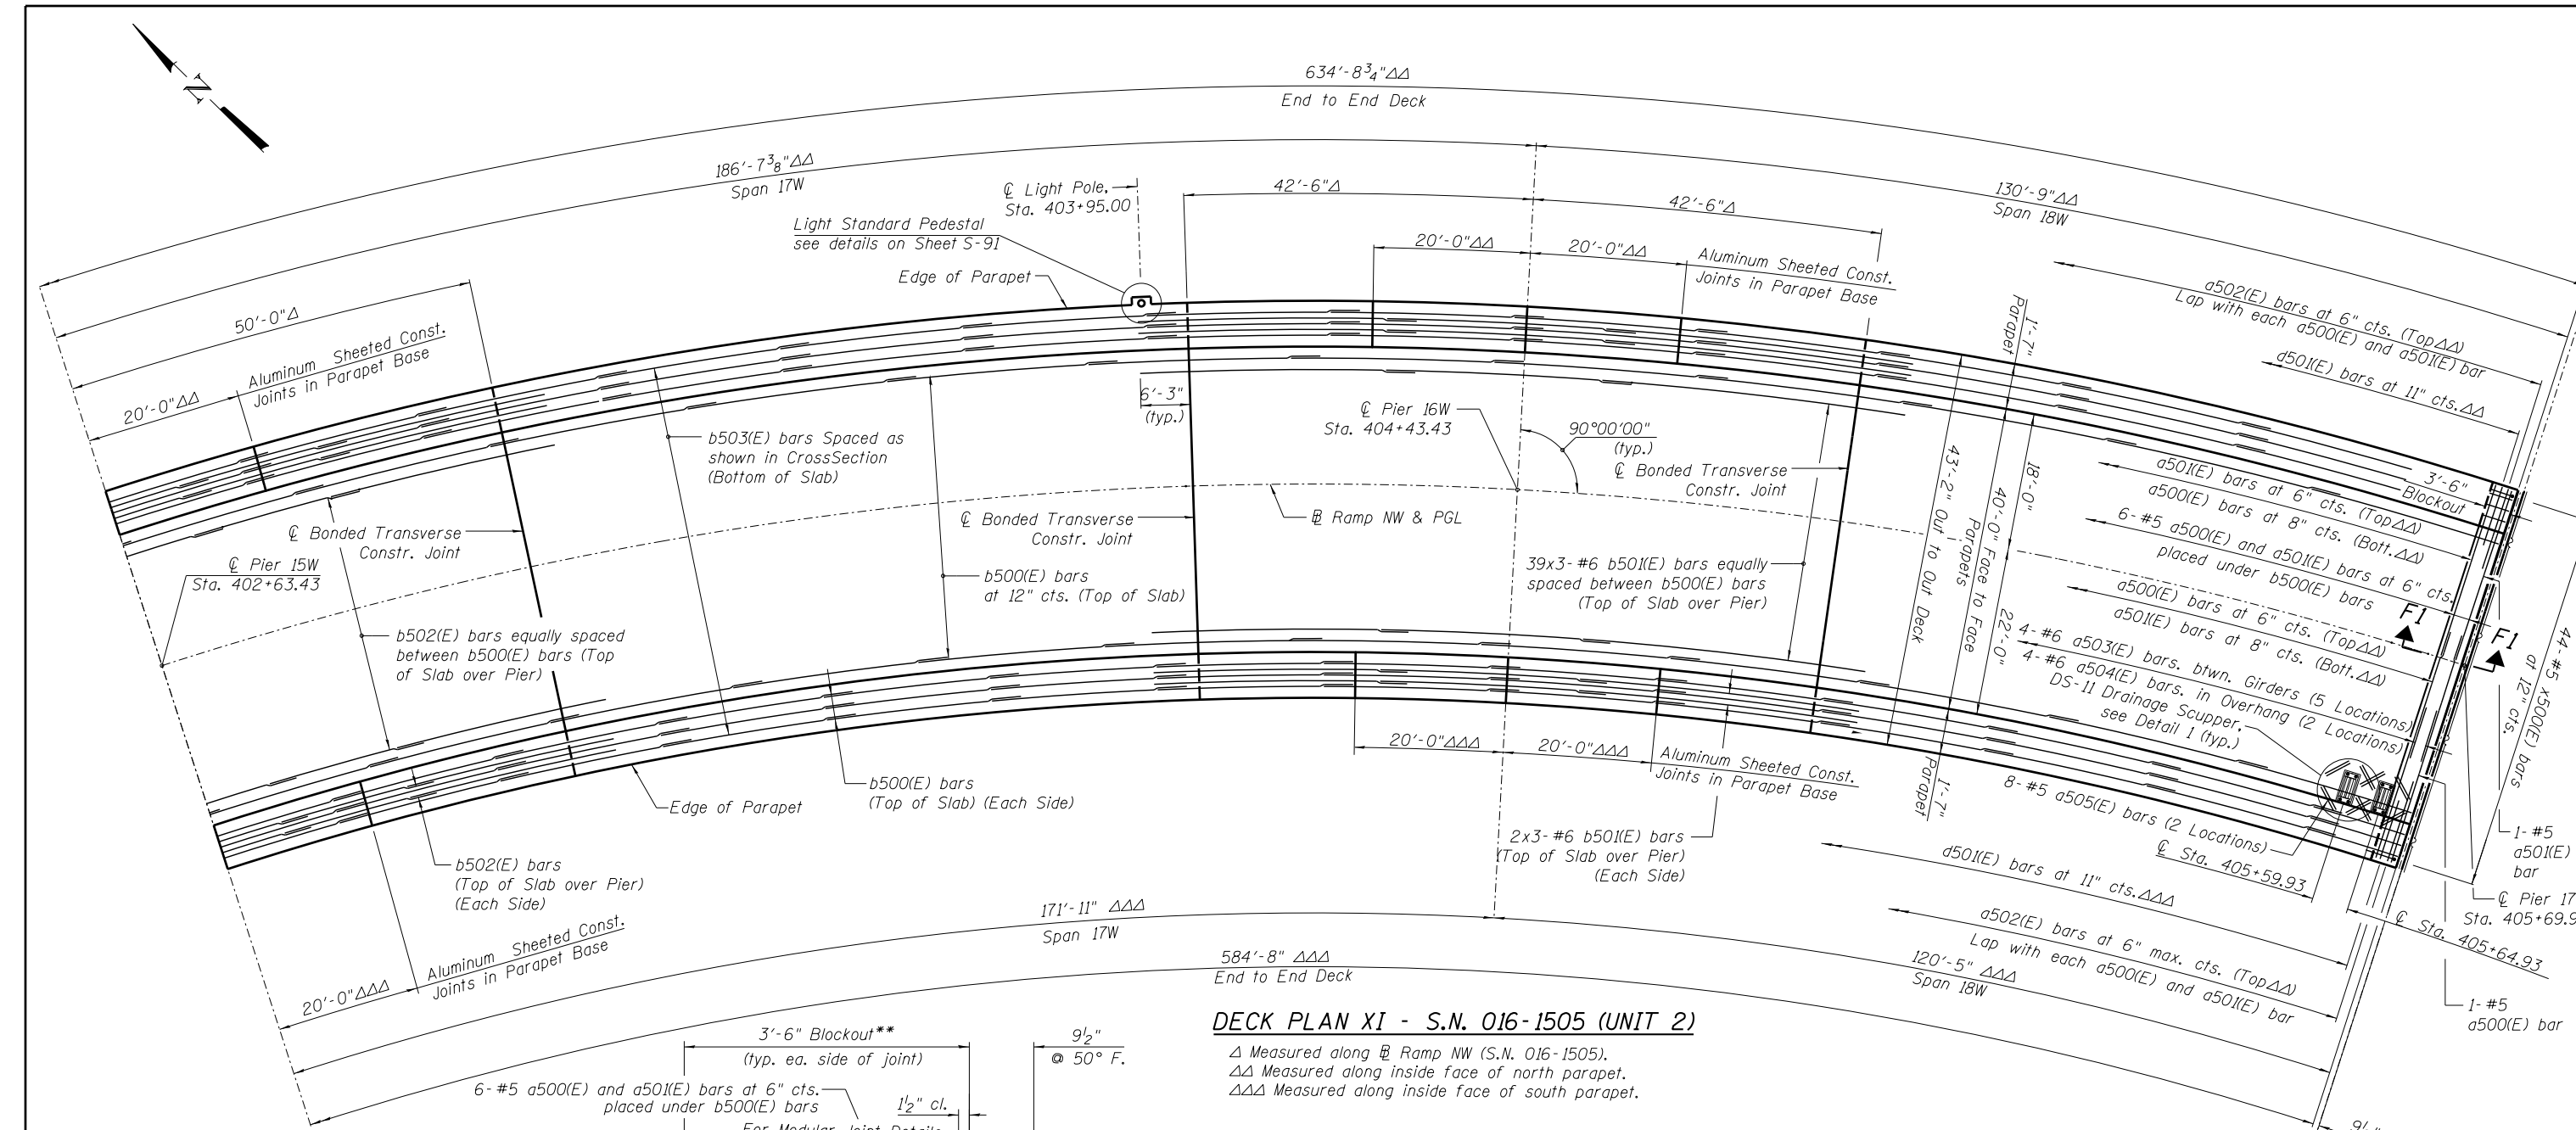 N
634'-8 3/4"ΔΔ
End to End Deck
186'-7 3/8"ΔΔ
Span 17W
130'-9"ΔΔ
Span 18W
℄ Light Pole,
Sta. 403+95.00
42'-6"Δ
42'-6"Δ
Light Standard Pedestal
see details on Sheet S-91
20'-0"ΔΔ
20'-0"ΔΔ
Aluminum Sheeted Const.
Joints in Parapet Base
Edge of Parapet
50'-0"Δ
Aluminum Sheeted Const.
Joints in Parapet Base
20'-0"ΔΔ
1'-7"
Parapet
a502(E) bars at 6" cts. (TopΔΔ)
Lap with each a500(E) and a501(E) bar
d501(E) bars at 11" cts.ΔΔ
6'-3"
(typ.)
℄ Pier 16W
Sta. 404+43.43
90°00'00"
(typ.)
℄ Bonded Transverse
Constr. Joint
b503(E) bars Spaced as
shown in CrossSection
(Bottom of Slab)
3'-6"
Blockout
a501(E) bars at 6" cts. (TopΔΔ)
a500(E) bars at 8" cts. (Bott.ΔΔ)
6-#5 a500(E) and a501(E) bars at 6" cts.
placed under b500(E) bars
a500(E) bars at 6" cts. (TopΔΔ)
a501(E) bars at 8" cts. (Bott.ΔΔ)
4-#6 a503(E) bars. btwn. Girders (5 Locations)
4-#6 a504(E) bars. in Overhang (2 Locations)
DS-11 Drainage Scupper,
see Detail 1 (typ.)
F1
F1
43'-2" Out to Out Deck
40'-0" Face to Face
Parapets
18'-0"
22'-0"
℄ Bonded Transverse
Constr. Joint
℄ Bonded Transverse
Constr. Joint
℔ Ramp NW & PGL
℄ Pier 15W
Sta. 402+63.43
b500(E) bars
at 12" cts. (Top of Slab)
39x3-#6 b501(E) bars equally
spaced between b500(E) bars
(Top of Slab over Pier)
b502(E) bars equally spaced
between b500(E) bars (Top
of Slab over Pier)
44-#5 x500(E) bars
at 12" cts.
20'-0"ΔΔΔ
20'-0"ΔΔΔ
Aluminum Sheeted Const.
Joints in Parapet Base
1'-7"
Parapet
8-#5 a505(E) bars (2 Locations)
℄ Sta. 405+59.93
b500(E) bars
(Top of Slab) (Each Side)
Edge of Parapet
2x3-#6 b501(E) bars
(Top of Slab over Pier)
(Each Side)
1-#5
a501(E)
bar
d501(E) bars at 11" cts.ΔΔΔ
℄ Pier 17
Sta. 405+69.9
b502(E) bars
(Top of Slab over Pier)
(Each Side)
a502(E) bars at 6" max. cts. (TopΔΔ)
Lap with each a500(E) and a501(E) bar
℄ Sta. 405+64.93
171'-11" ΔΔΔ
Span 17W
Aluminum Sheeted Const.
Joints in Parapet Base
20'-0"ΔΔΔ
584'-8" ΔΔΔ
End to End Deck
120'-5" ΔΔΔ
Span 18W
1-#5
a500(E) bar
DECK PLAN XI - S.N. 016-1505 (UNIT 2)
Δ Measured along ℔ Ramp NW (S.N. 016-1505).
ΔΔ Measured along inside face of north parapet.
ΔΔΔ Measured along inside face of south parapet.
3'-6" Blockout**
(typ. ea. side of joint)
9 1/2"
@ 50° F.
6-#5 a500(E) and a501(E) bars at 6" cts.
placed under b500(E) bars
1 1/2" cl.
For Modular Joint Details